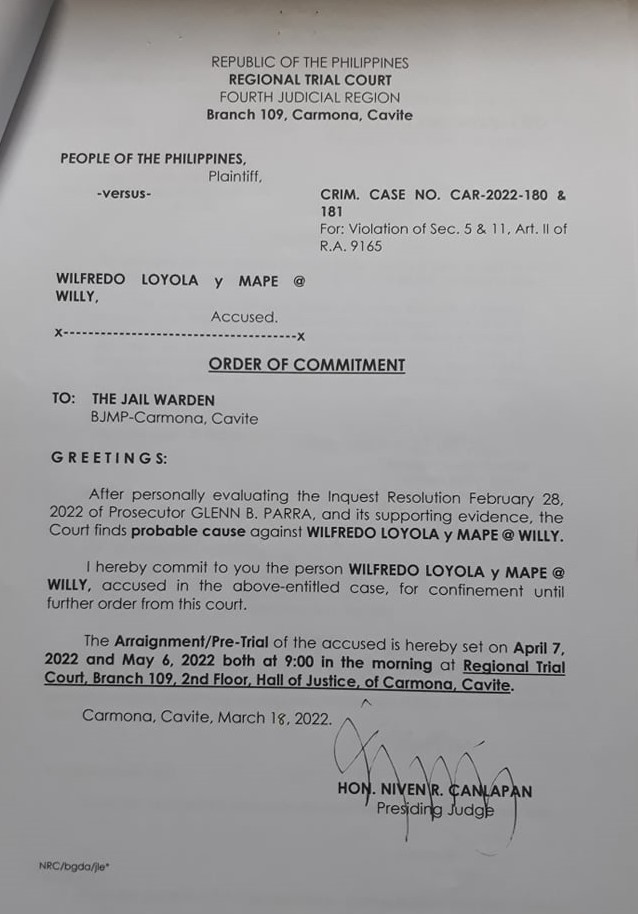 REPUBLIC OF THE PHILIPPINES
REGIONAL TRIAL COURT
FOURTH JUDICIAL REGION
Branch 109, Carmona, Cavite
PEOPLE OF THE PHILIPPINES,
Plaintiff,
-versus-
CRIM. CASE NO. CAR-2022-180 &
181
For: Violation of Sec. 5 & 11, Art. II of
R.A. 9165
WILFREDO LOYOLA y MAPE @
WILLY,
Accused.
x-----------------------------------x
ORDER OF COMMITMENT
TO: THE JAIL WARDEN
BJMP-Carmona, Cavite
G R E E T I N G S:
After personally evaluating the Inquest Resolution February 28,
2022 of Prosecutor GLENN B. PARRA, and its supporting evidence, the
Court finds probable cause against WILFREDO LOYOLA y MAPE @ WILLY.
I hereby commit to you the person WILFREDO LOYOLA y MAPE @
WILLY, accused in the above-entitled case, for confinement until
further order from this court.
The Arraignment/Pre-Trial of the accused is hereby set on April 7,
2022 and May 6, 2022 both at 9:00 in the morning at Regional Trial
Court, Branch 109, 2nd Floor, Hall of Justice, of Carmona, Cavite.
Carmona, Cavite, March 18, 2022.
HON. NIVEN R. CANLAPAN
Presiding Judge
NRC/bgda/jle*